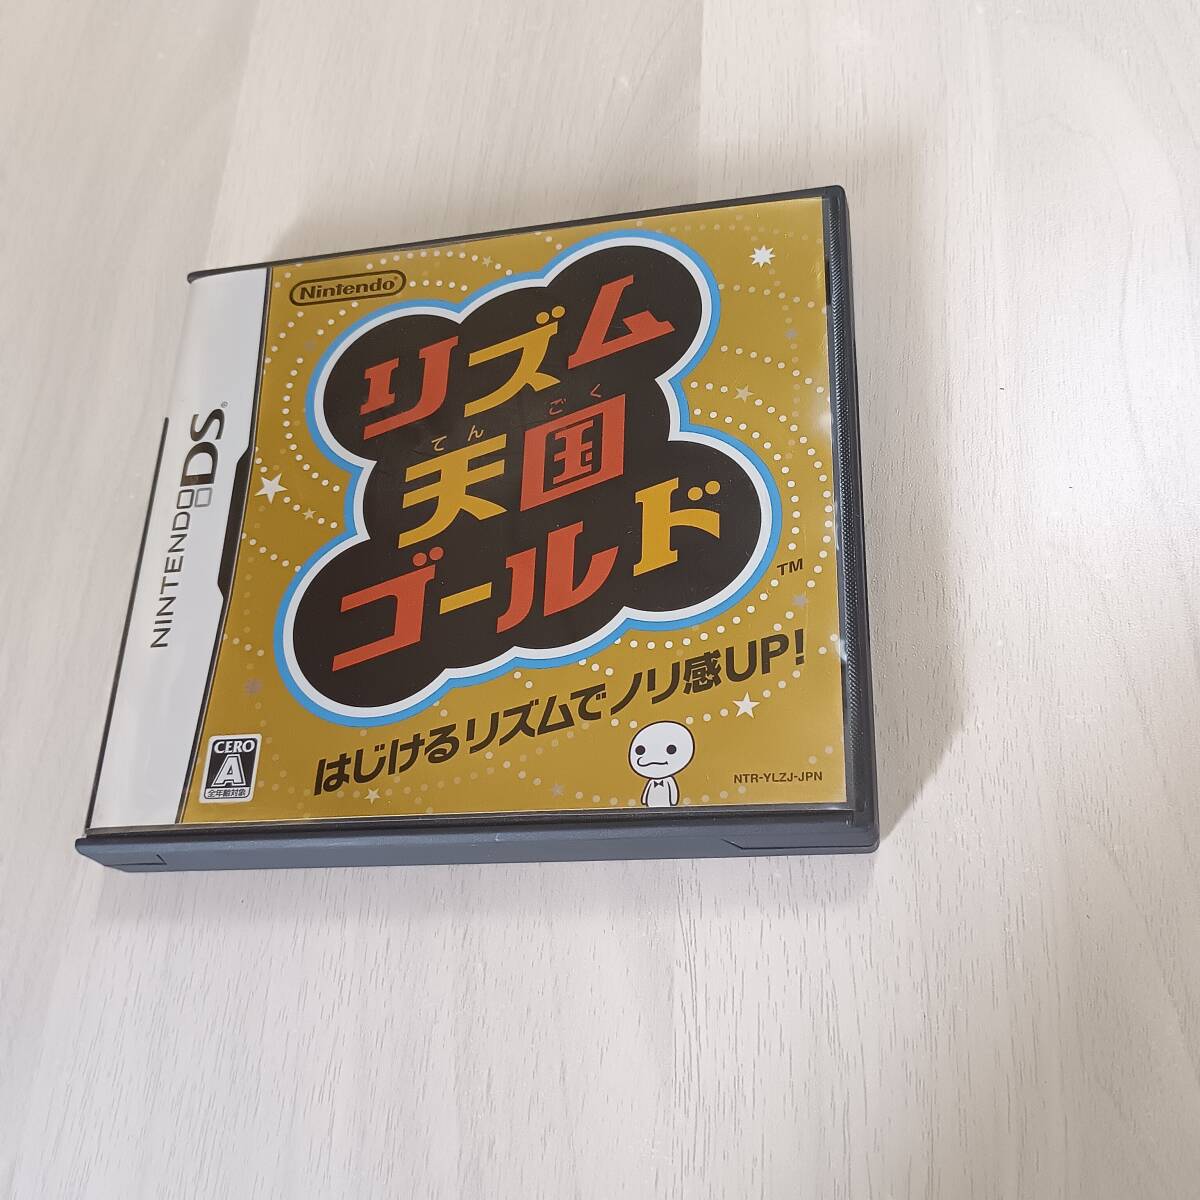 Nintendo®
リズム
てんごく
天国
ゴールド
TM
はじけるリズムでノリ感UP!
NTR-YLZJ-JPN
NINTENDO DS®
CERO
A
全年齢対象